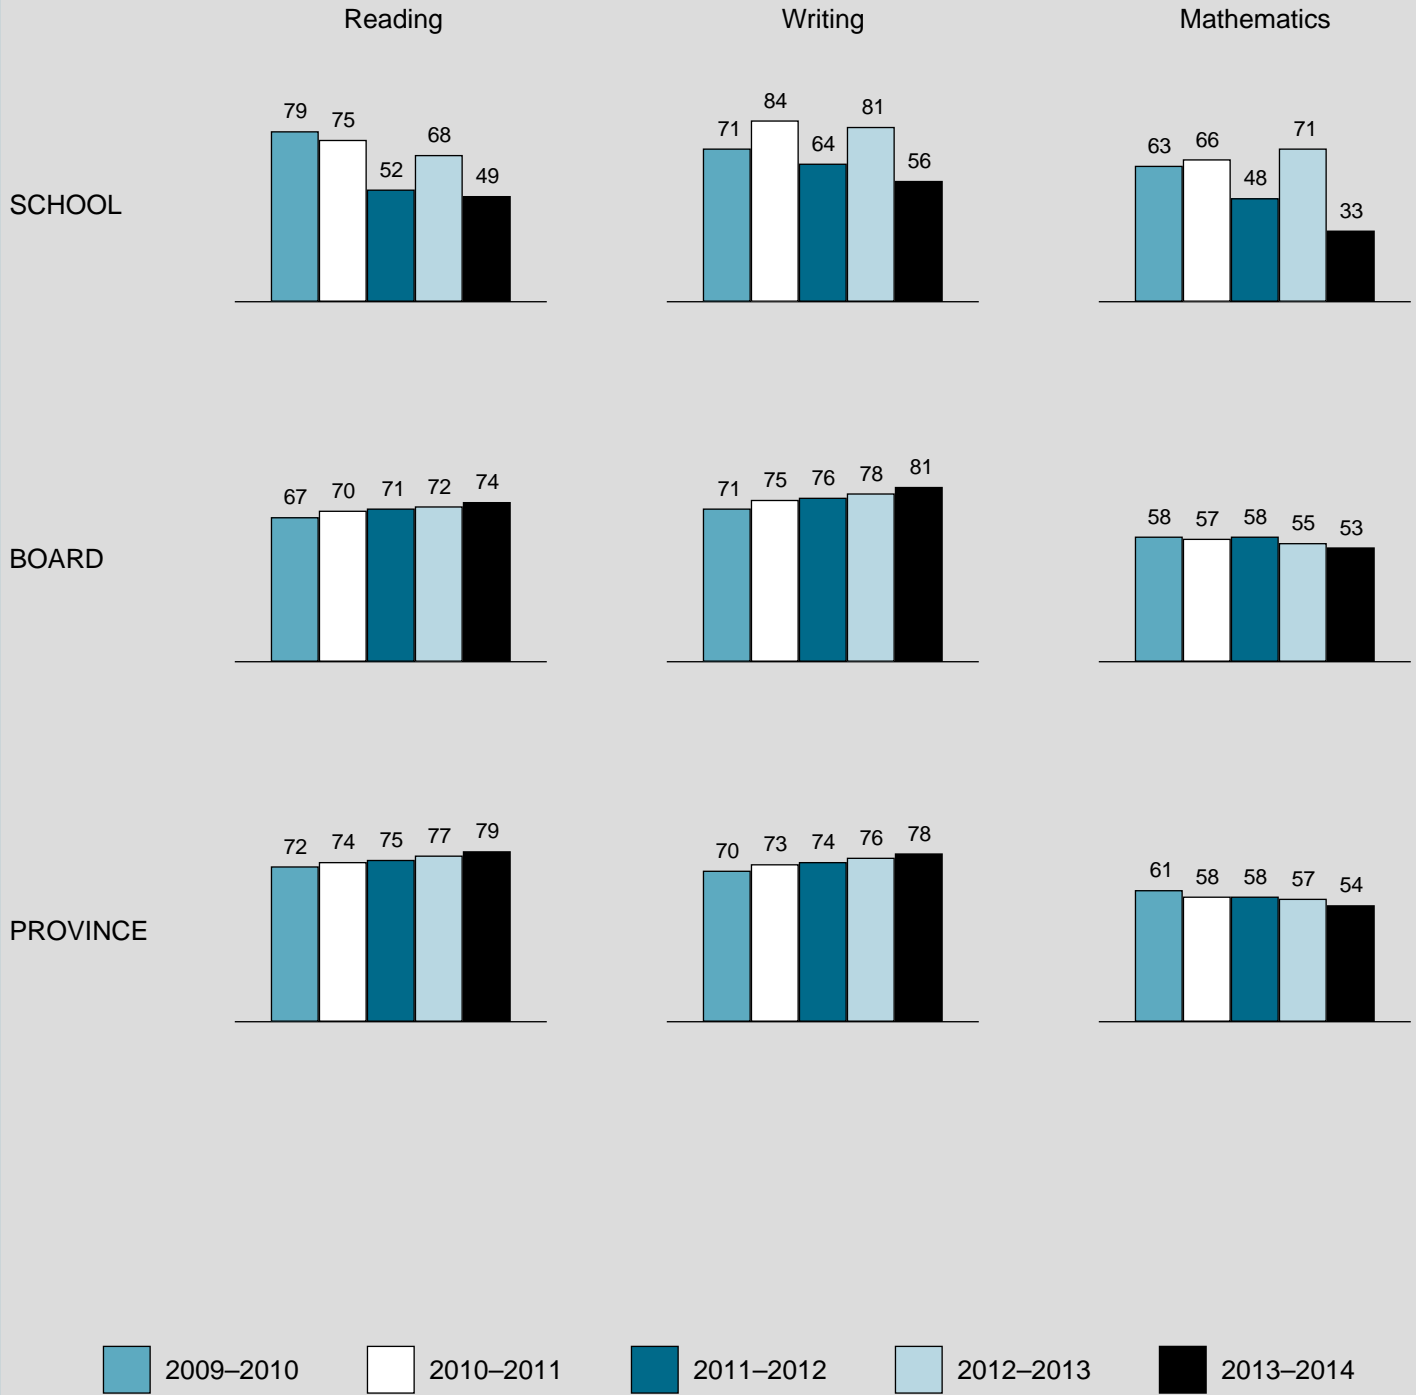 Reading Writing Mathematics
SCHOOL
79 75 52 68 49
71 84 64 81 56
63 66 48 71 33
BOARD
67 70 71 72 74
71 75 76 78 81
58 57 58 55 53
PROVINCE
72 74 75 77 79
70 73 74 76 78
61 58 58 57 54
2009–2010 2010–2011 2011–2012 2012–2013 2013–2014